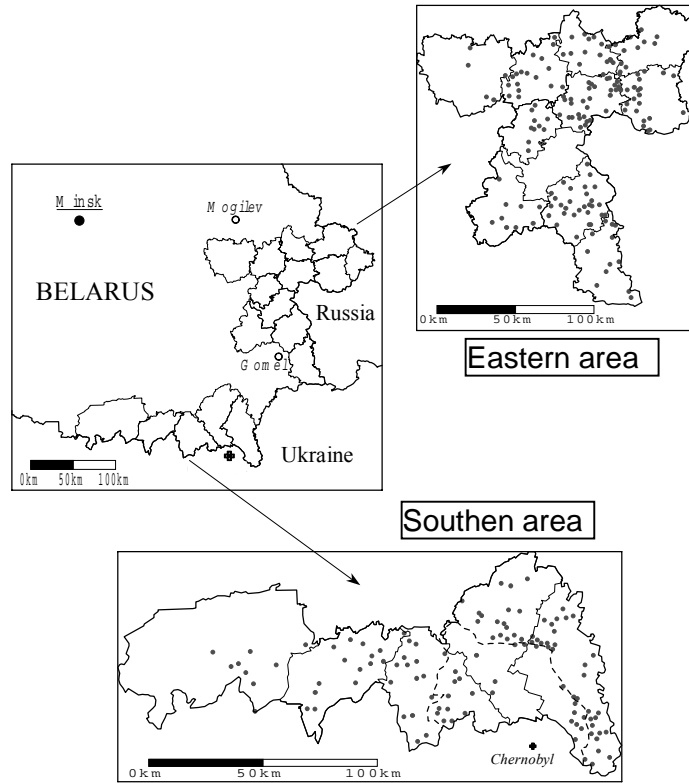 0km 50km 100km
Eastern area
Minsk
Mogilev
BELARUS
Russia
Gomel
Ukraine
0km 50km 100km
Southen area
Chernobyl
0km 50km 100km